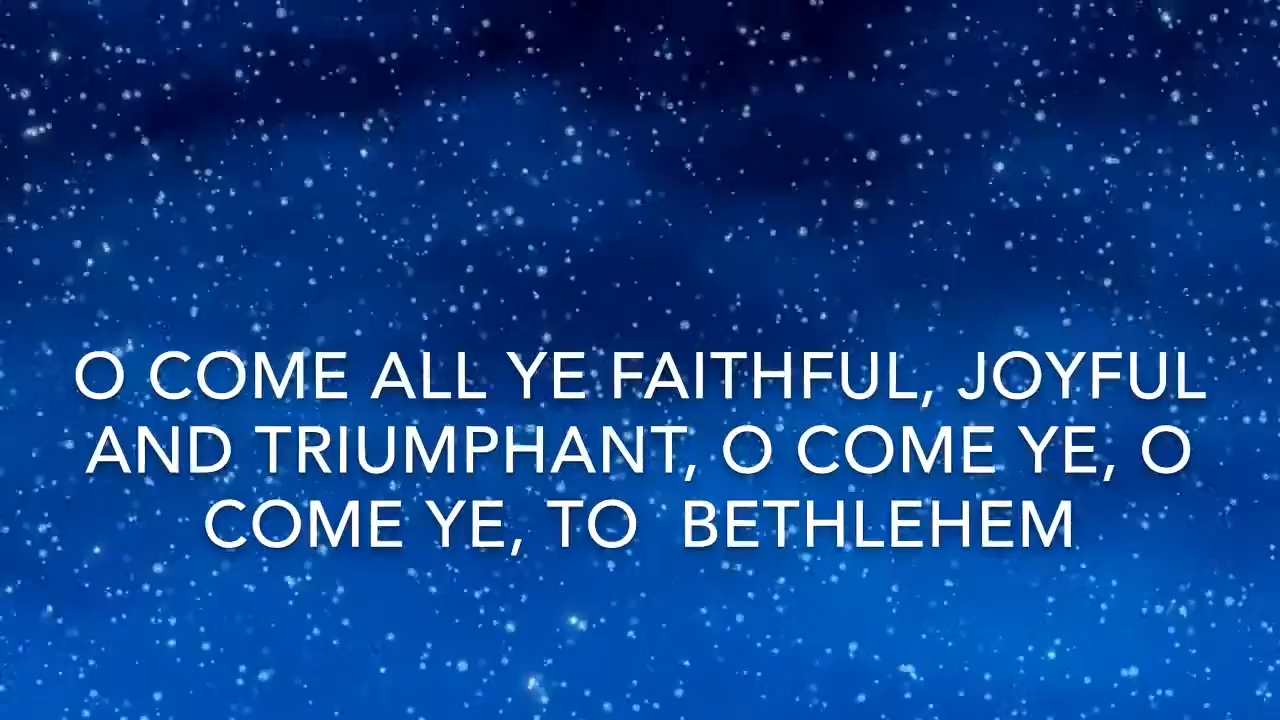 O COME ALL YE FAITHFUL, JOYFUL
AND TRIUMPHANT, O COME YE, O
COME YE, TO  BETHLEHEM